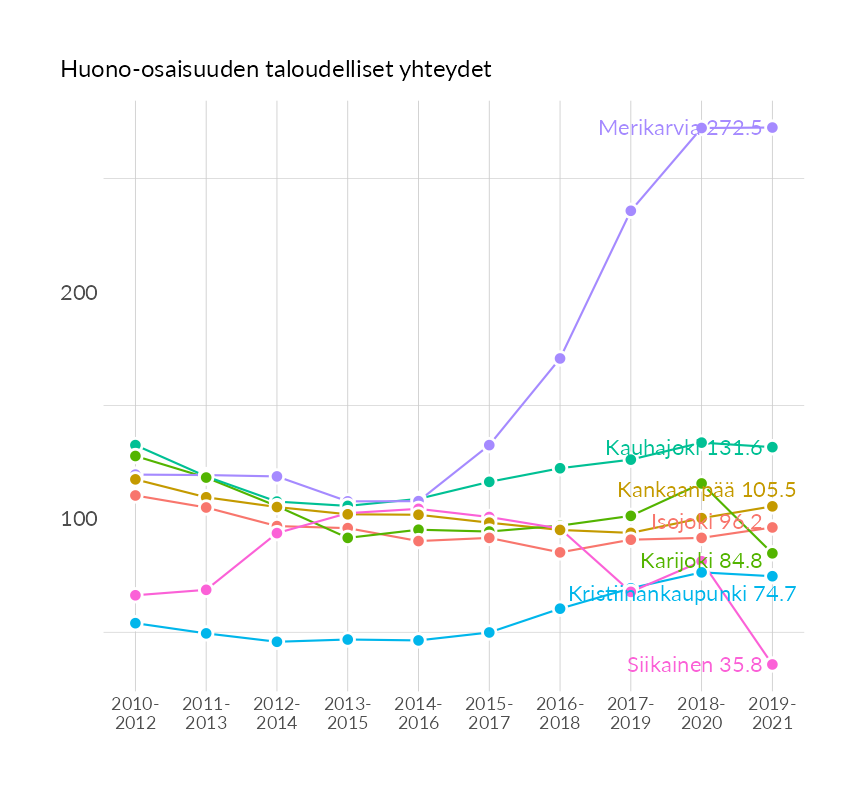 Huono-osaisuuden taloudelliset yhteydet
Merikarvia 272.5
200
Kauhajoki 131.6
Kankaanpää 105.5
100
Isojoki 96.2
Karijoki 84.8
Kristiinankaupunki 74.7
Siikainen 35.8
2010- 2011- 2012- 2013- 2014- 2015- 2016- 2017- 2018- 2019-
2012 2013 2014 2015 2016 2017 2018 2019 2020 2021